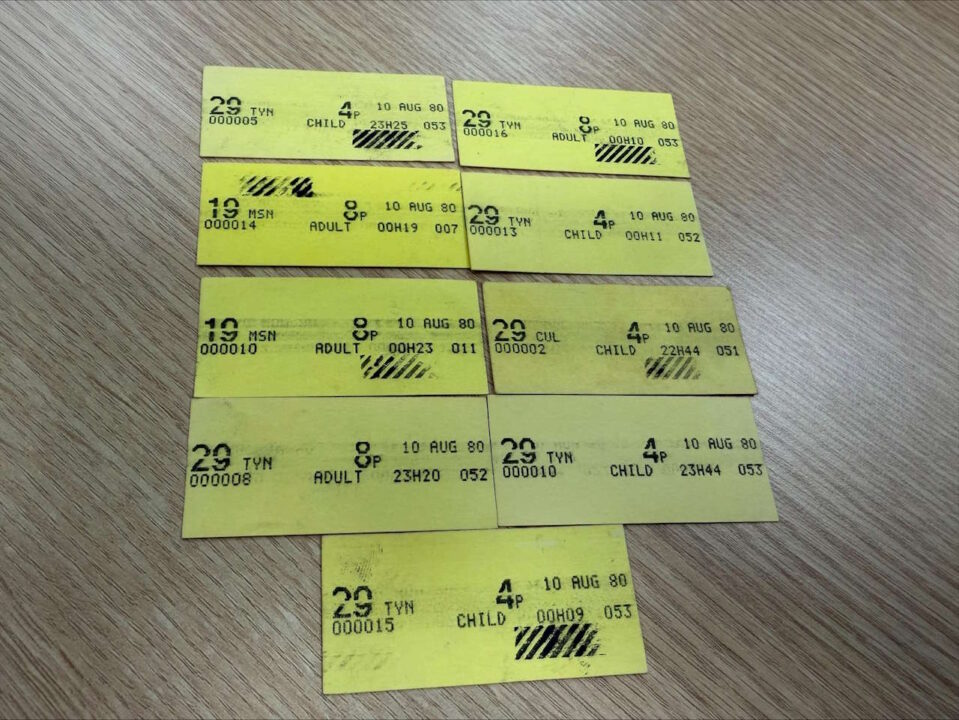 29 TYN 4P 10 AUG 80
000005 CHILD 23H25 053
29 TYN 8P 10 AUG 80
000016 ADULT 00H10 053
19 MSN 8P 10 AUG 80
000014 ADULT 00H19 007
29 TYN 4P 10 AUG 80
000013 CHILD 00H11 052
19 MSN 8P 10 AUG 80
000010 ADULT 00H23 011
29 CUL 4P 10 AUG 80
000002 CHILD 22H44 051
29 TYN 8P 10 AUG 80
000008 ADULT 23H20 052
29 TYN 4P 10 AUG 80
000010 CHILD 23H44 053
29 TYN 4P 10 AUG 80
000015 CHILD 00H09 053